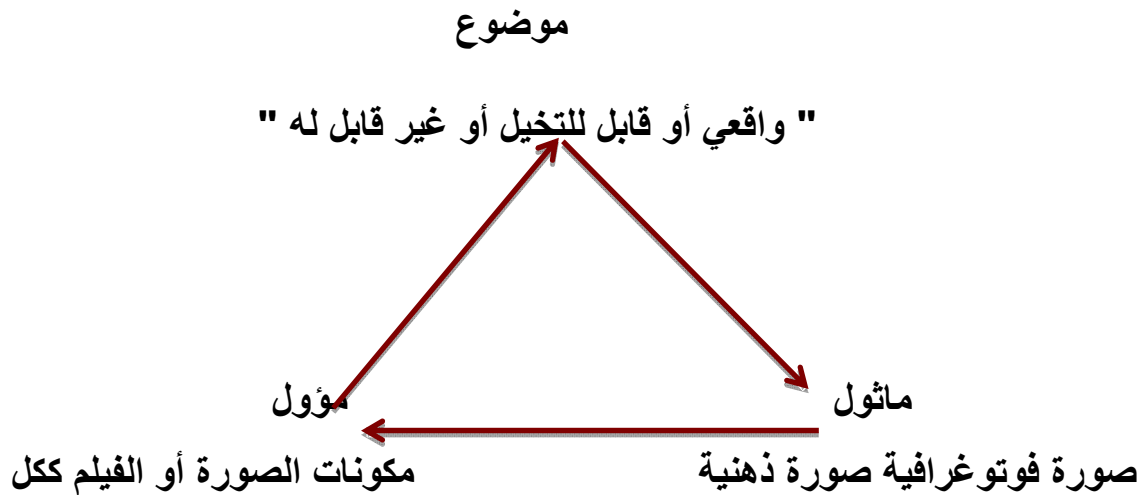 موضوع
" واقعي أو قابل للتخيل أو غير قابل له "
ماثول
مؤول
صورة فوتوغرافية صورة ذهنية
مكونات الصورة أو الفيلم ككل